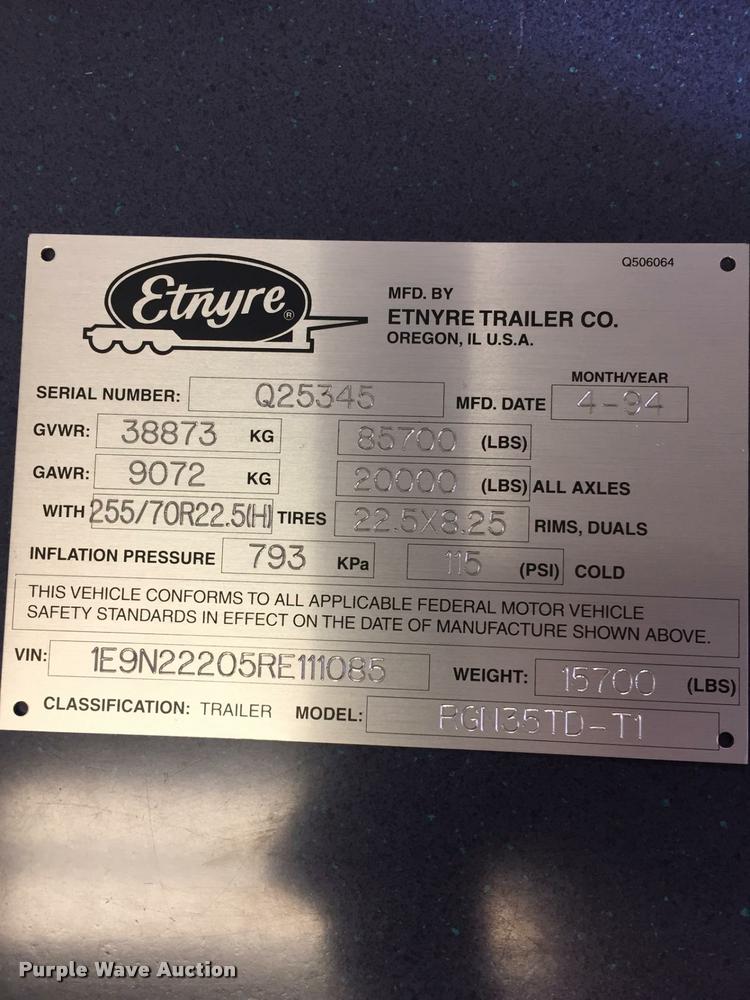 Q506064
Etnyre ®
MFD. BY
ETNYRE TRAILER CO.
OREGON, IL U.S.A.
MONTH/YEAR
SERIAL NUMBER: Q25345 MFD. DATE 4-94
GVWR: 38873 KG 85700 (LBS)
GAWR: 9072 KG 20000 (LBS) ALL AXLES
WITH 255/70R22.5(H) TIRES 22.5X8.25 RIMS, DUALS
INFLATION PRESSURE 793 KPa 115 (PSI) COLD
THIS VEHICLE CONFORMS TO ALL APPLICABLE FEDERAL MOTOR VEHICLE
SAFETY STANDARDS IN EFFECT ON THE DATE OF MANUFACTURE SHOWN ABOVE.
VIN: 1E9N22205RE111085 WEIGHT: 15700 (LBS)
CLASSIFICATION: TRAILER MODEL: RGN35TD-T1
Purple Wave Auction